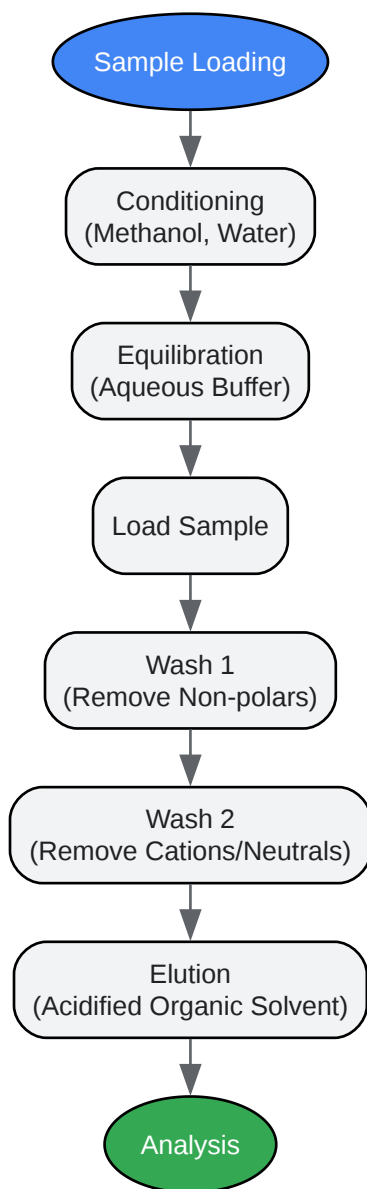 Sample Loading
Conditioning
(Methanol, Water)
Equilibration
(Aqueous Buffer)
Load Sample
Wash 1
(Remove Non-polars)
Wash 2
(Remove Cations/Neutrals)
Elution
(Acidified Organic Solvent)
Analysis